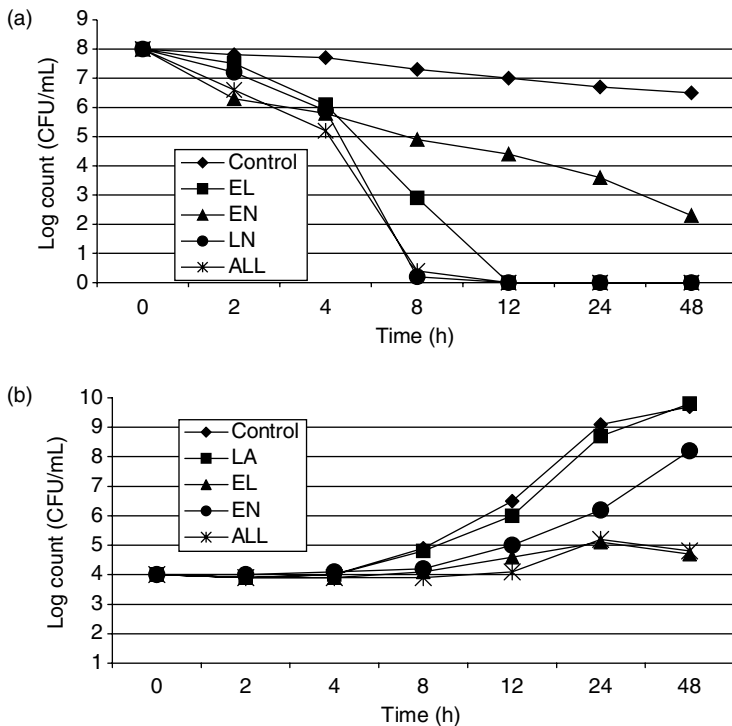 (a)
Log count (CFU/mL)
9
8
7
6
5
4
3
2
1
0
Control
EL
EN
LN
ALL
0 2 4 8 12 24 48
Time (h)
(b)
Log count (CFU/mL)
10
9
8
7
6
5
4
3
2
1
Control
LA
EL
EN
ALL
0 2 4 8 12 24 48
Time (h)